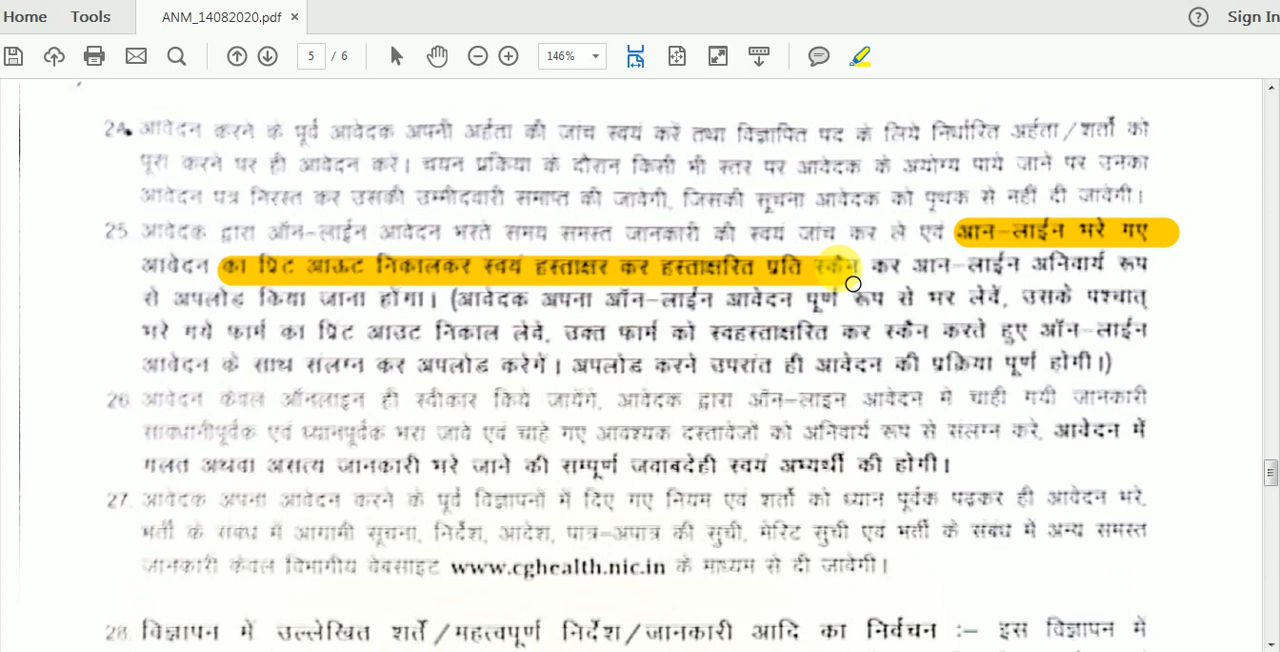 Home Tools ANM_14082020.pdf × Sign In
5 / 6 146%
24. आवेदन करने के पूर्व आवेदक अपनी अर्हता की जांच स्वयं करें तथा विज्ञापित पद के लिये निर्धारित अर्हता/शर्तों को
पूरा करने पर ही आवेदन करें। चयन प्रकिया के दौरान किसी भी स्तर पर आवेदक के अयोग्य पाये जाने पर उनका
आवेदन पत्र निरस्त कर उसकी उम्मीदवारी समाप्त की जावेगी, जिसकी सूचना आवेदक को पृथक से नहीं दी जावेगी।
25. आवेदक द्वारा ऑन-लाईन आवेदन भरते समय समस्त जानकारी की स्वयं जांच कर ले एवं आन-लाईन भरे गए
आवेदन का प्रिंट आऊट निकालकर स्वयं हस्ताक्षर कर हस्ताक्षरित प्रति स्कैन कर आन-लाईन अनिवार्य रूप
से अपलोड किया जाना होगा। (आवेदक अपना ऑन-लाईन आवेदन पूर्ण रूप से भर लेवें, उसके पश्चात्
भरे गये फार्म का प्रिंट आउट निकाल लेवें, उक्त फार्म को स्वहस्ताक्षरित कर स्कैन करते हुए ऑन-लाईन
आवेदन के साथ संलग्न कर अपलोड करेगें। अपलोड करने उपरांत ही आवेदन की प्रक्रिया पूर्ण होगी।)
26. आवेदन केवल ऑनलाइन ही स्वीकार किये जायेंगे, आवेदक द्वारा ऑन-लाइन आवेदन में चाही गयी जानकारी
सावधानीपूर्वक एवं ध्यानपूर्वक भरा जावे एवं चाहे गए आवश्यक दस्तावेजों को अनिवार्य रूप से संलग्न करे, आवेदन में
गलत अथवा असत्य जानकारी भरे जाने की सम्पूर्ण जवाबदेही स्वयं अभ्यर्थी की होगी।
27. आवेदक अपना आवेदन करने के पूर्व विज्ञापनों में दिए गए नियम एवं शर्तो को ध्यान पूर्वक पढ़कर ही आवेदन भरे,
भर्ती के संबध में आगामी सूचना, निर्देश, आदेश, पात्र-अपात्र की सुची, मेरिट सुची एवं भर्ती के संबंध मे अन्य समस्त
जानकारी केवल विभागीय वेबसाइट www.cghealth.nic.in के माध्यम से दी जावेगी।
28. विज्ञापन में उल्लेखित शर्ते/महत्वपूर्ण निर्देश/जानकारी आदि का निर्वचन :- इस विज्ञापन में